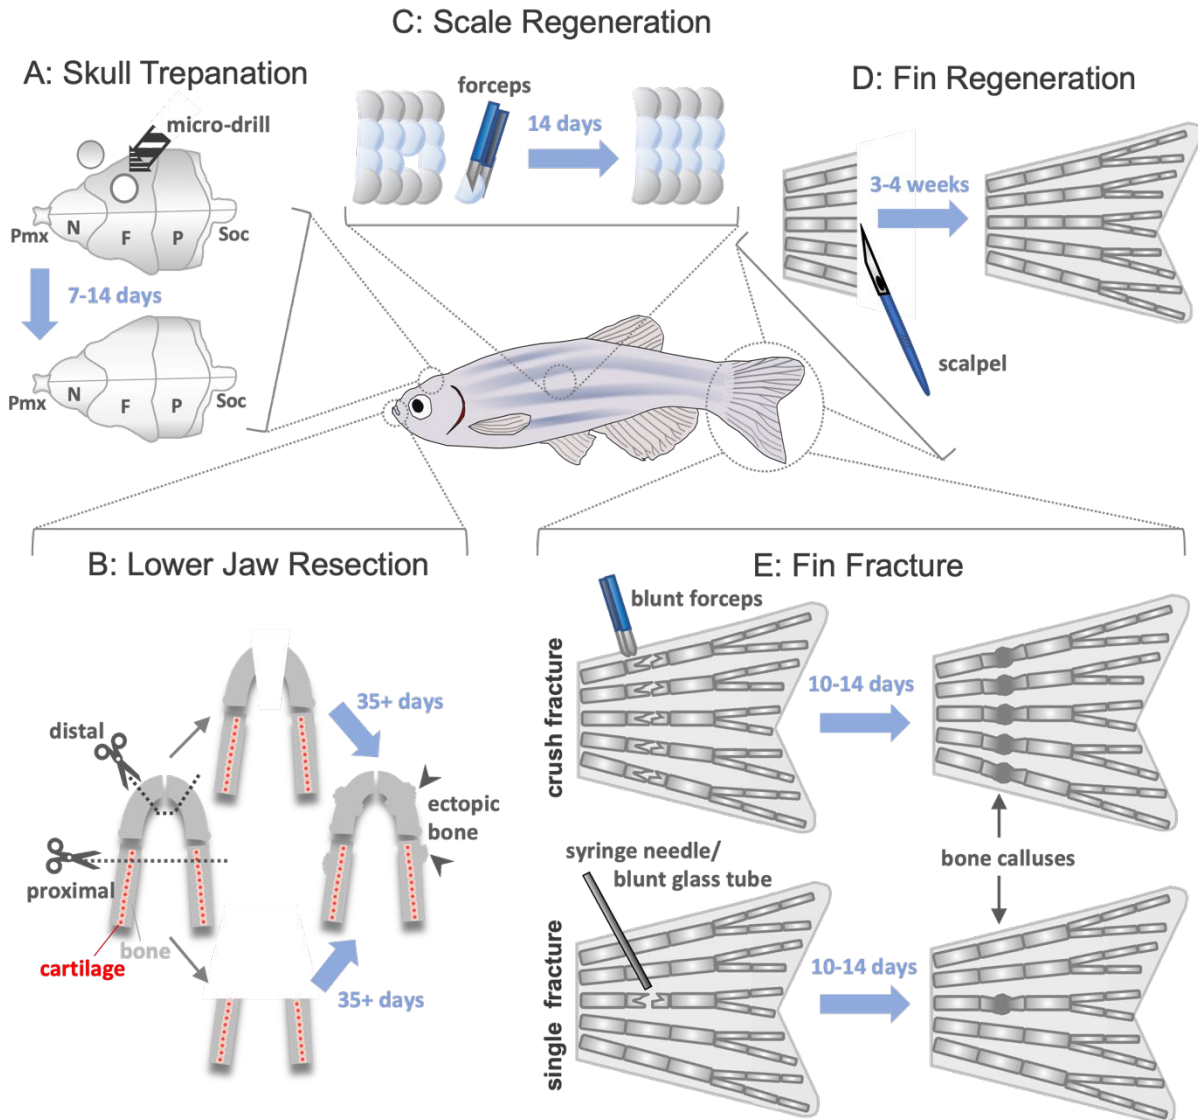 C: Scale Regeneration
A: Skull Trepanation
D: Fin Regeneration
micro-drill
N
F
P
Pmx
Soc
7-14 days
N
F
P
Pmx
Soc
forceps
14 days
3-4 weeks
scalpel
B: Lower Jaw Resection
distal
proximal
cartilage
bone
35+ days
35+ days
ectopic
bone
E: Fin Fracture
blunt forceps
crush fracture
10-14 days
bone calluses
syringe needle/
blunt glass tube
single fracture
10-14 days